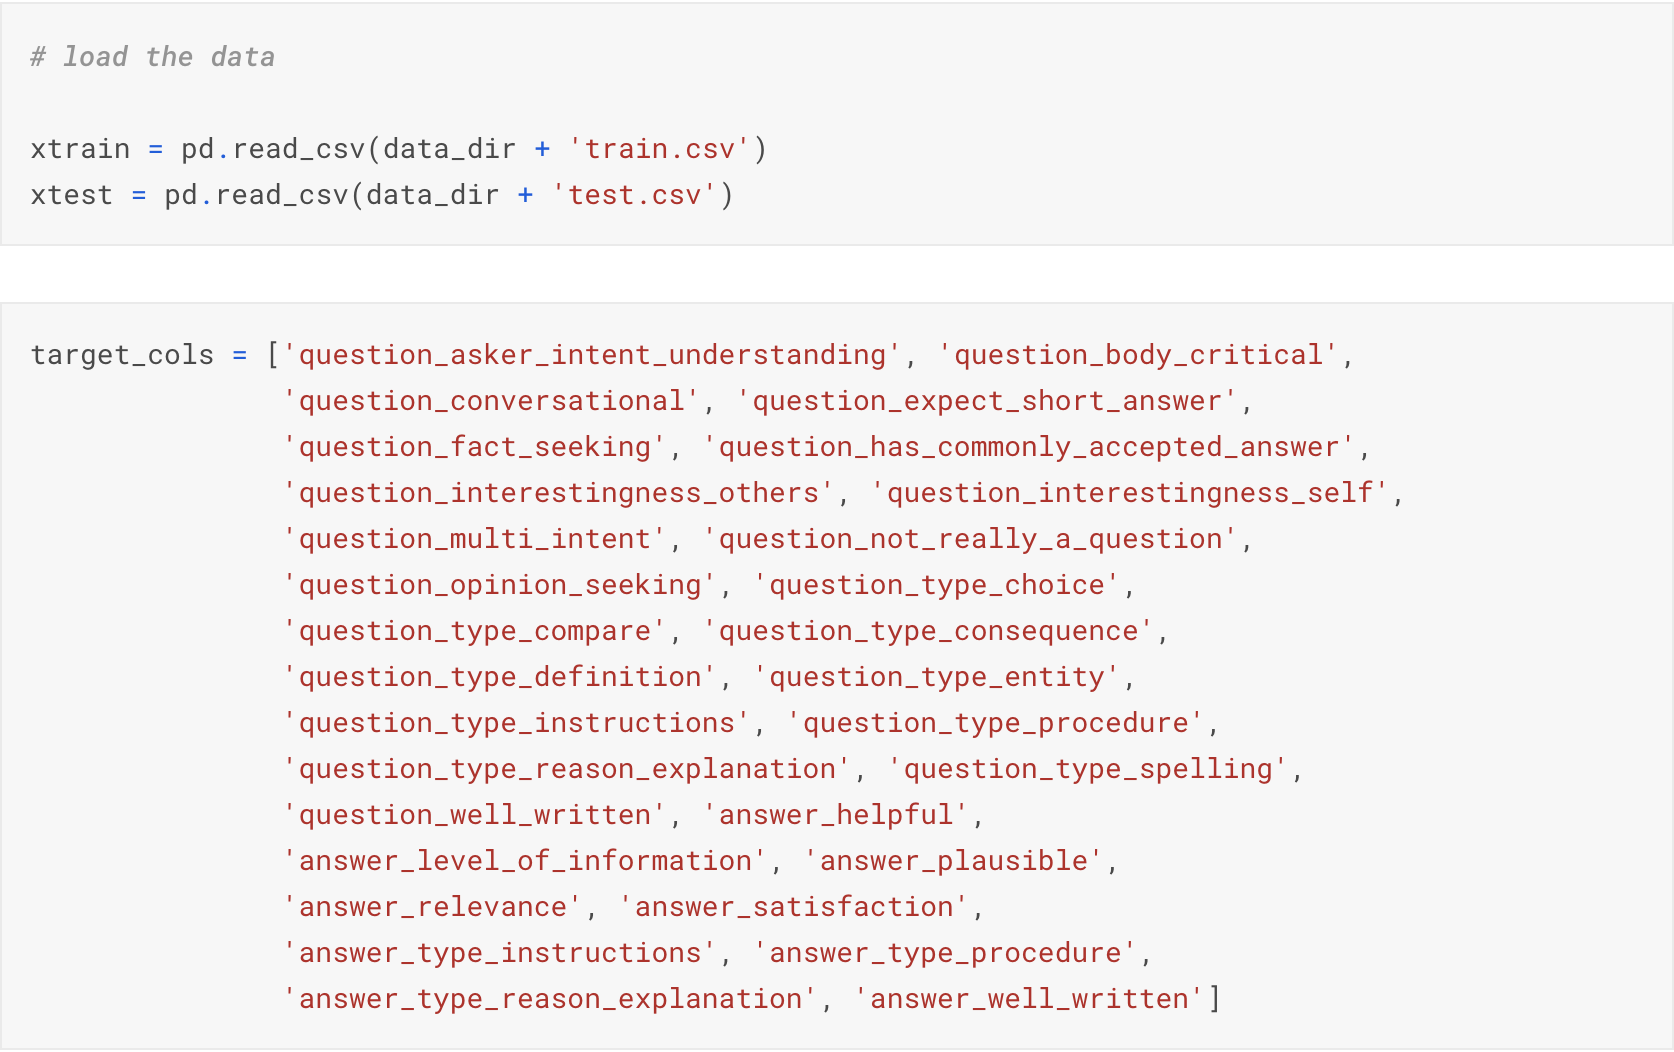 # load the data
xtrain = pd.read_csv(data_dir + 'train.csv')
xtest = pd.read_csv(data_dir + 'test.csv')
target_cols = ['question_asker_intent_understanding', 'question_body_critical',
'question_conversational', 'question_expect_short_answer',
'question_fact_seeking', 'question_has_commonly_accepted_answer',
'question_interestingness_others', 'question_interestingness_self',
'question_multi_intent', 'question_not_really_a_question',
'question_opinion_seeking', 'question_type_choice',
'question_type_compare', 'question_type_consequence',
'question_type_definition', 'question_type_entity',
'question_type_instructions', 'question_type_procedure',
'question_type_reason_explanation', 'question_type_spelling',
'question_well_written', 'answer_helpful',
'answer_level_of_information', 'answer_plausible',
'answer_relevance', 'answer_satisfaction',
'answer_type_instructions', 'answer_type_procedure',
'answer_type_reason_explanation', 'answer_well_written']